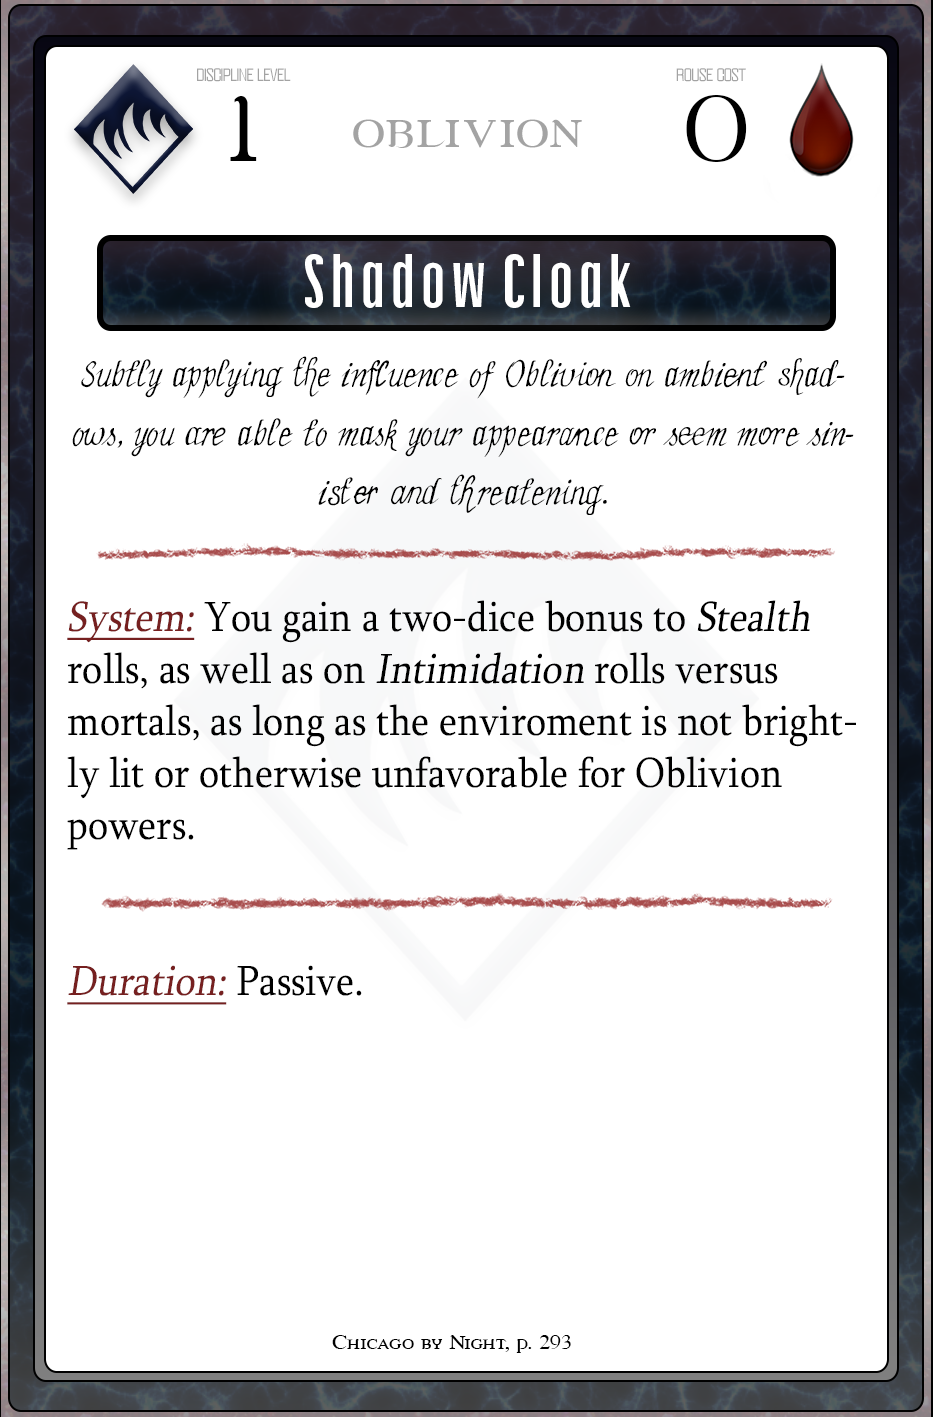 DISCIPLINE LEVEL
1
OBLIVION
ROUSE COST
0
Shadow Cloak
Subtly applying the influence of Oblivion on ambient shad-
ows, you are able to mask your appearance or seem more sin-
ister and threatening.
System: You gain a two-dice bonus to Stealth
rolls, as well as on Intimidation rolls versus
mortals, as long as the enviroment is not bright-
ly lit or otherwise unfavorable for Oblivion
powers.
Duration: Passive.
Chicago by Night, p. 293